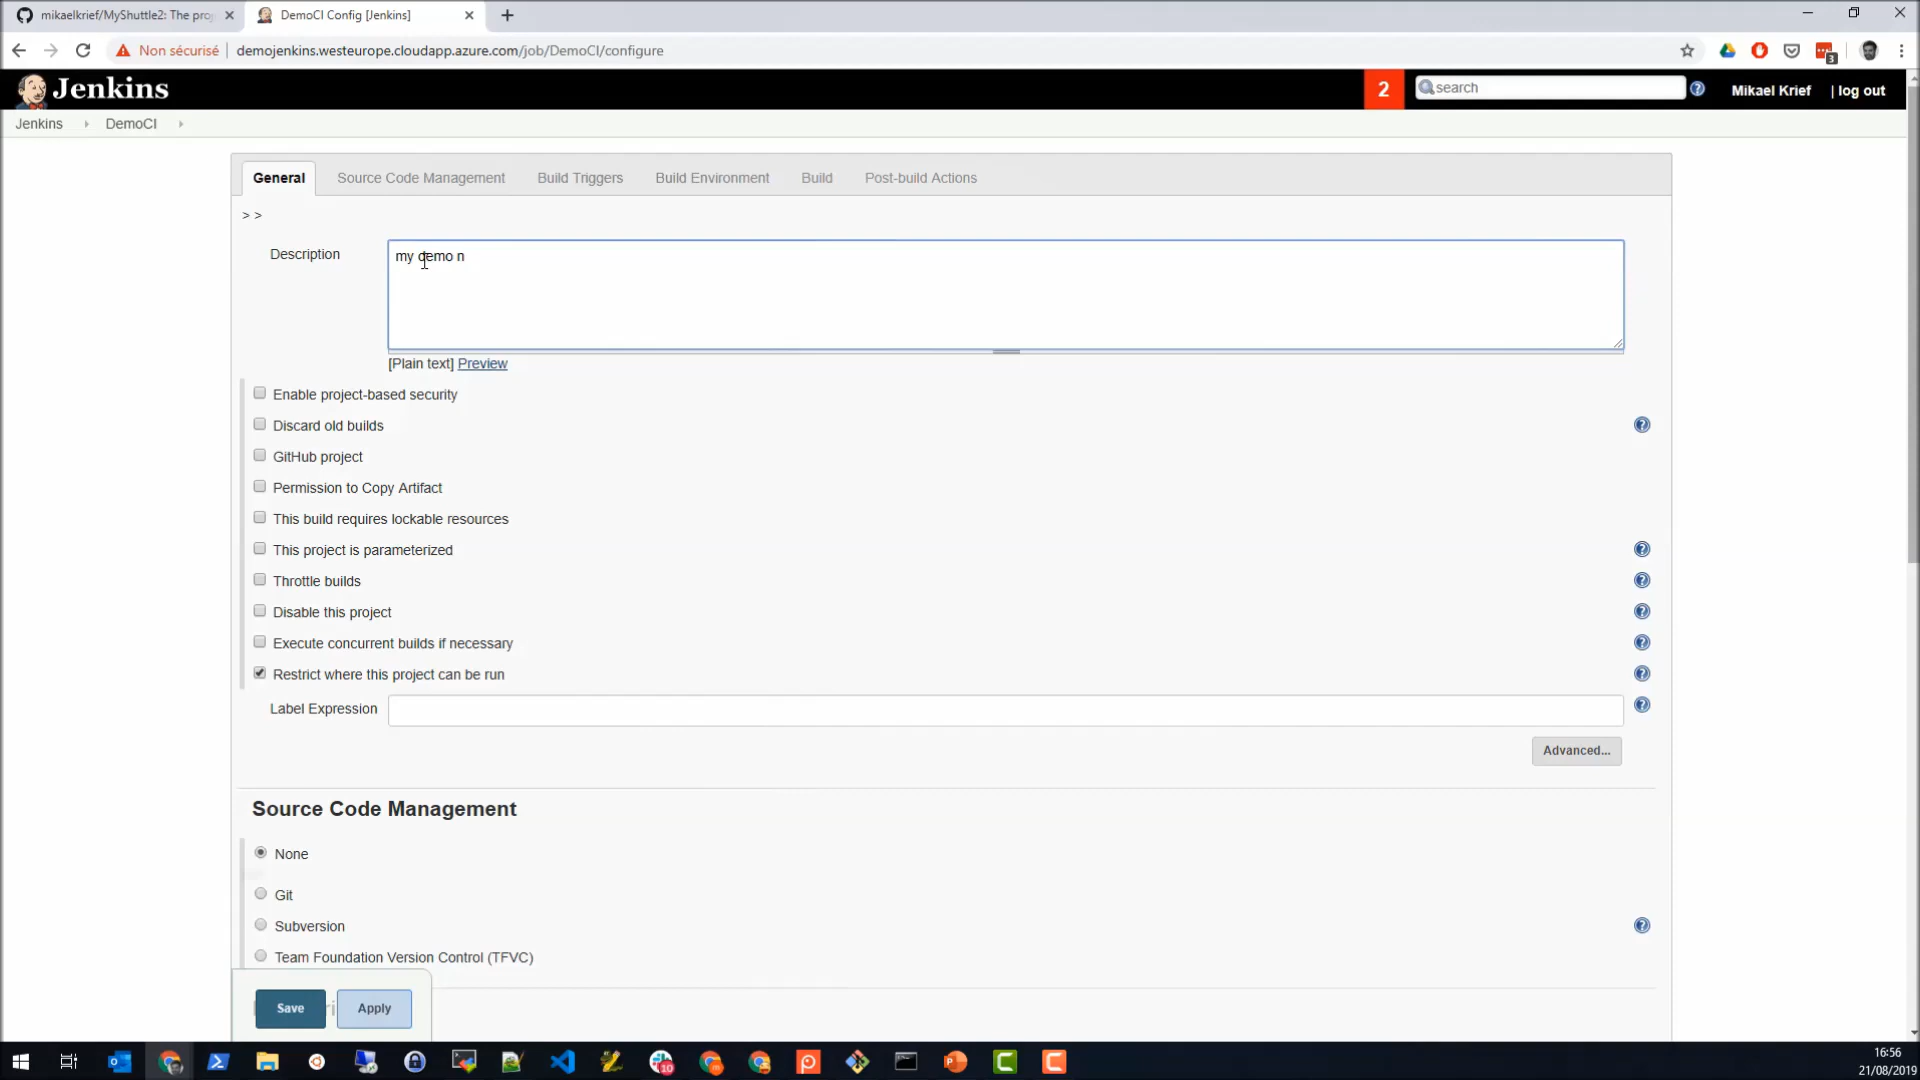 mikaelkrief/MyShuttle2: The proj
DemoCI Config [Jenkins]
Non sécurisé
demojenkins.westeurope.cloudapp.azure.com/job/DemoCI/configure
3
Jenkins
2
search
Mikael Krief
| log out
Jenkins
DemoCI
General
Source Code Management
Build Triggers
Build Environment
Build
Post-build Actions
> >
Description
my demo n
[Plain text] Preview
Enable project-based security
Discard old builds
GitHub project
Permission to Copy Artifact
This build requires lockable resources
This project is parameterized
Throttle builds
Disable this project
Execute concurrent builds if necessary
Restrict where this project can be run
Label Expression
Advanced...
Source Code Management
None
Git
Subversion
Team Foundation Version Control (TFVC)
Save
Apply
10
16:56
21/08/2019